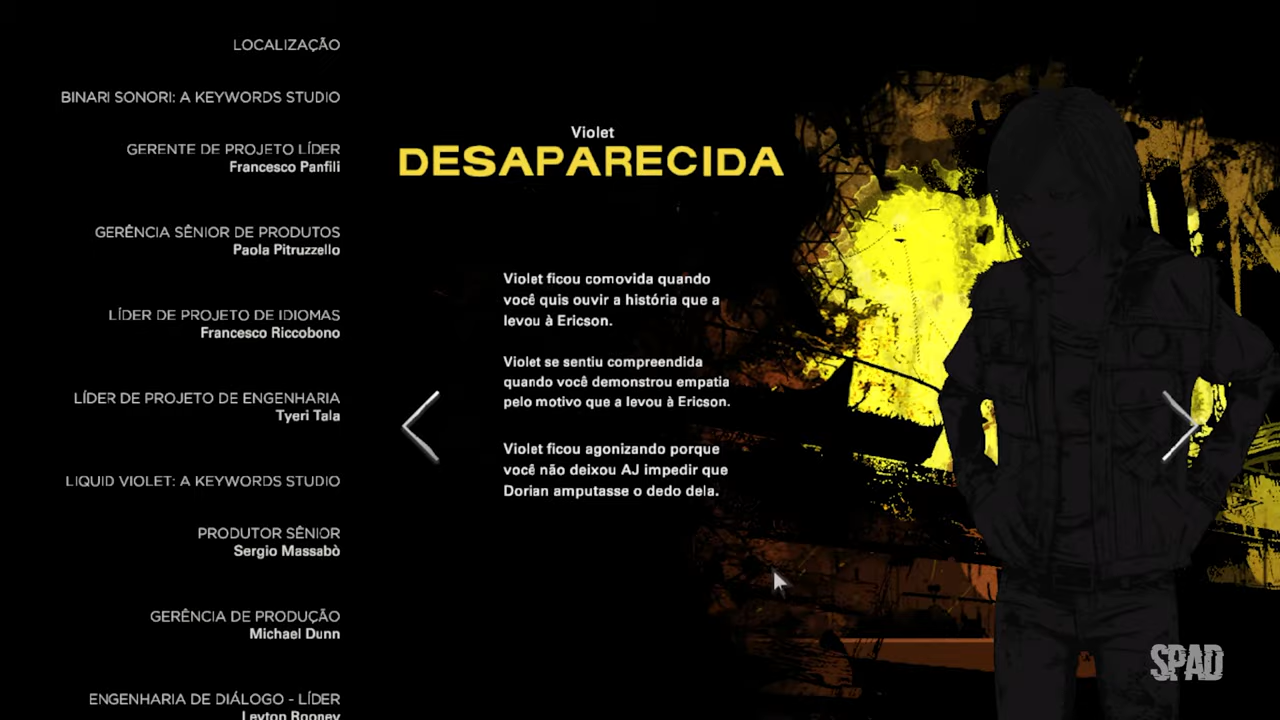 LOCALIZAÇÃO
BINARI SONORI: A KEYWORDS STUDIO
GERENTE DE PROJETO LÍDER
Francesco Panfili
GERÊNCIA SÊNIOR DE PRODUTOS
Paola Pitruzzello
LÍDER DE PROJETO DE IDIOMAS
Francesco Riccobono
LÍDER DE PROJETO DE ENGENHARIA
Tyeri Tala
LIQUID VIOLET: A KEYWORDS STUDIO
PRODUTOR SÊNIOR
Sergio Massabò
GERÊNCIA DE PRODUÇÃO
Michael Dunn
ENGENHARIA DE DIÁLOGO - LÍDER
Leyton Rooney
Violet
DESAPARECIDA
Violet ficou comovida quando
você quis ouvir a história que a
levou à Ericson.
Violet se sentiu compreendida
quando você demonstrou empatia
pelo motivo que a levou à Ericson.
Violet ficou agonizando porque
você não deixou AJ impedir que
Dorian amputasse o dedo dela.
SPAD